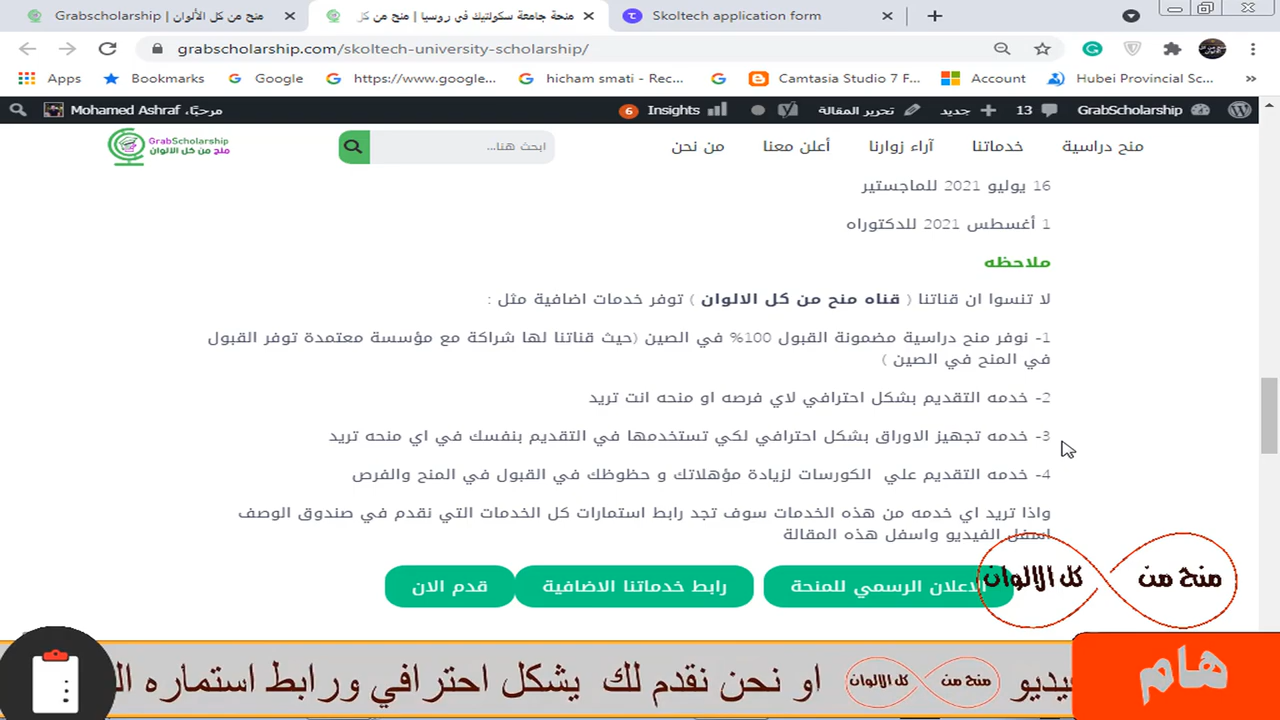 منح من كل الألوان | Grabscholarship
منحة جامعة سكولتيك في روسيا | منح من كل
Skoltech application form
grabscholarship.com/skoltech-university-scholarship/
Apps
Bookmarks
Google
https://www.google...
hicham smati - Rec...
Camtasia Studio 7 F...
Account
Hubei Provincial Sc...
»
مرحبًا، Mohamed Ashraf
6
Insights
تحرير المقالة
جديد
13
GrabScholarship
GrabScholarship
منح من كل الالوان
ابحث هنا...
منح دراسية
خدماتنا
آراء زوارنا
أعلن معنا
من نحن
16 يوليو 2021 للماجستير
1 أغسطس 2021 للدكتوراه
ملاحظه
لا تنسوا ان قناتنا ( قناه منح من كل الالوان ) توفر خدمات اضافية مثل :
1- نوفر منح دراسية مضمونة القبول 100% في الصين (حيث قناتنا لها شراكة مع مؤسسة معتمدة توفر القبول
في المنح في الصين )
2- خدمه التقديم بشكل احترافي لاي فرصه او منحه انت تريد
3- خدمه تجهيز الاوراق بشكل احترافي لكي تستخدمها في التقديم بنفسك في اي منحه تريد
4- خدمه التقديم علي الكورسات لزيادة مؤهلاتك و حظوظك في القبول في المنح والفرص
واذا تريد اي خدمه من هذه الخدمات سوف تجد رابط استمارات كل الخدمات التي نقدم في صندوق الوصف
اسفل الفيديو واسفل هذه المقالة
الاعلان الرسمي للمنحة
رابط خدماتنا الاضافية
قدم الان
منح من كل الالوان
هام
فيديو منح من كل الالوان او نحن نقدم لك يشكل احترافي ورابط استماره